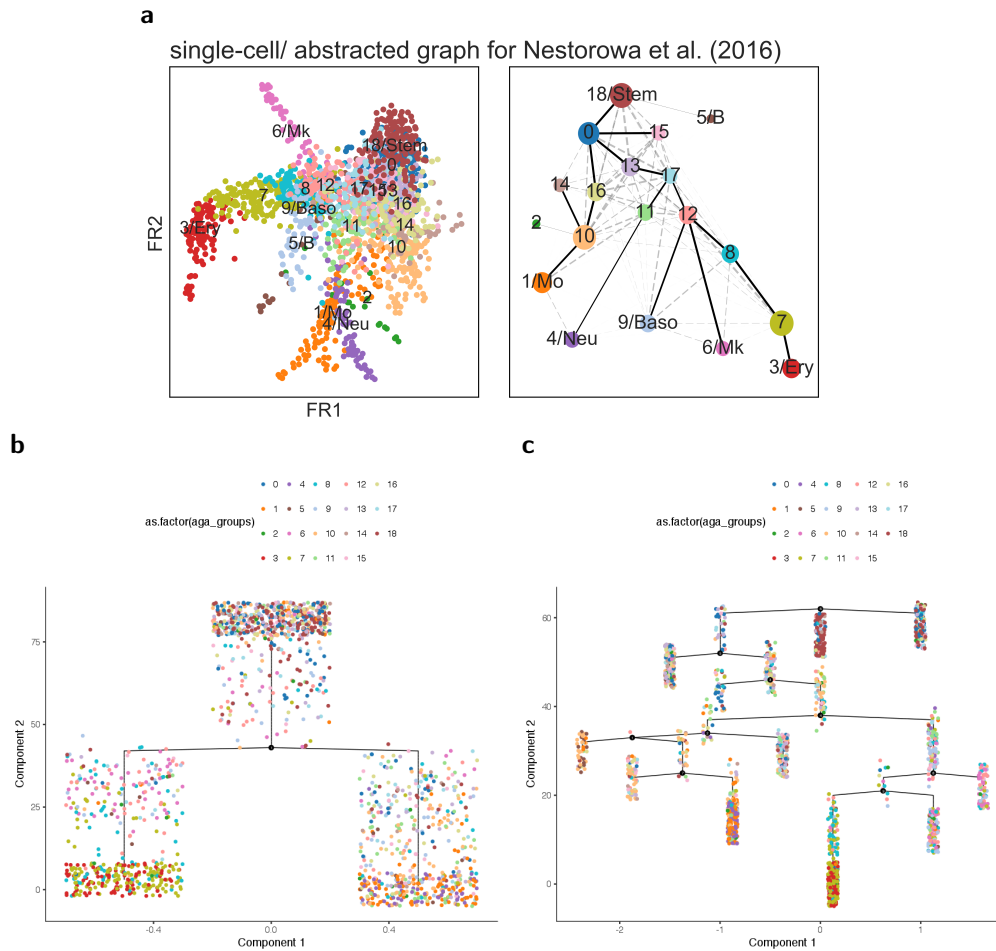 a
single-cell/ abstracted graph for Nestorowa et al. (2016)
6/Mk
18/Stem
0
8 12 17 15 13
7
9/Baso
16
3/Ery
11 14
5/B
10
2
1/Mo
4/Neu
FR2
FR1
18/Stem
5/B
0
15
13
17
14
16
2
11
12
10
8
1/Mo
4/Neu
9/Baso
6/Mk
7
3/Ery
b
as.factor(aga_groups)
0 4 8 12 16
1 5 9 13 17
2 6 10 14 18
3 7 11 15
75
50
25
0
Component 2
-0.4 0.0 0.4
Component 1
c
as.factor(aga_groups)
0 4 8 12 16
1 5 9 13 17
2 6 10 14 18
3 7 11 15
60
40
20
0
Component 2
-2 -1 0 1
Component 1